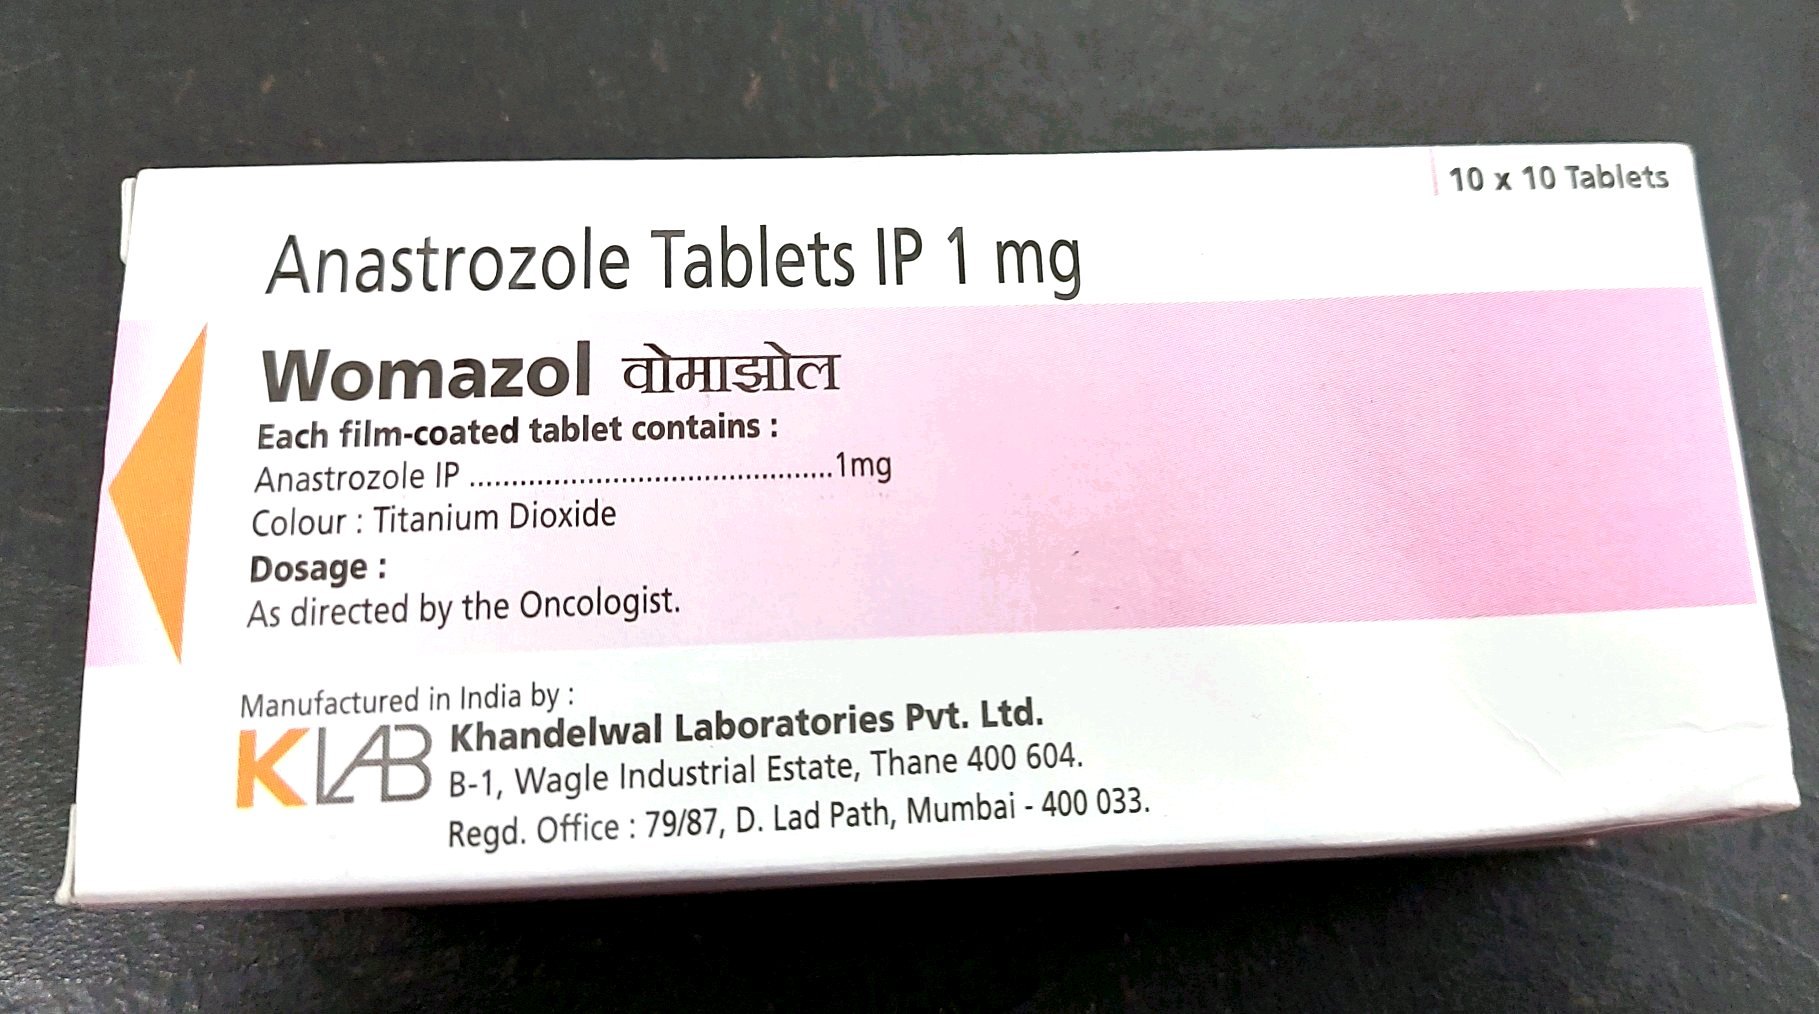 10 x 10 Tablets
Anastrozole Tablets IP 1 mg
Womazol वोमाझोल
Each film-coated tablet contains :
Anastrozole IP ............................................1mg
Colour : Titanium Dioxide
Dosage :
As directed by the Oncologist.
Manufactured in India by :
KLAB Khandelwal Laboratories Pvt. Ltd.
B-1, Wagle Industrial Estate, Thane 400 604.
Regd. Office : 79/87, D. Lad Path, Mumbai - 400 033.